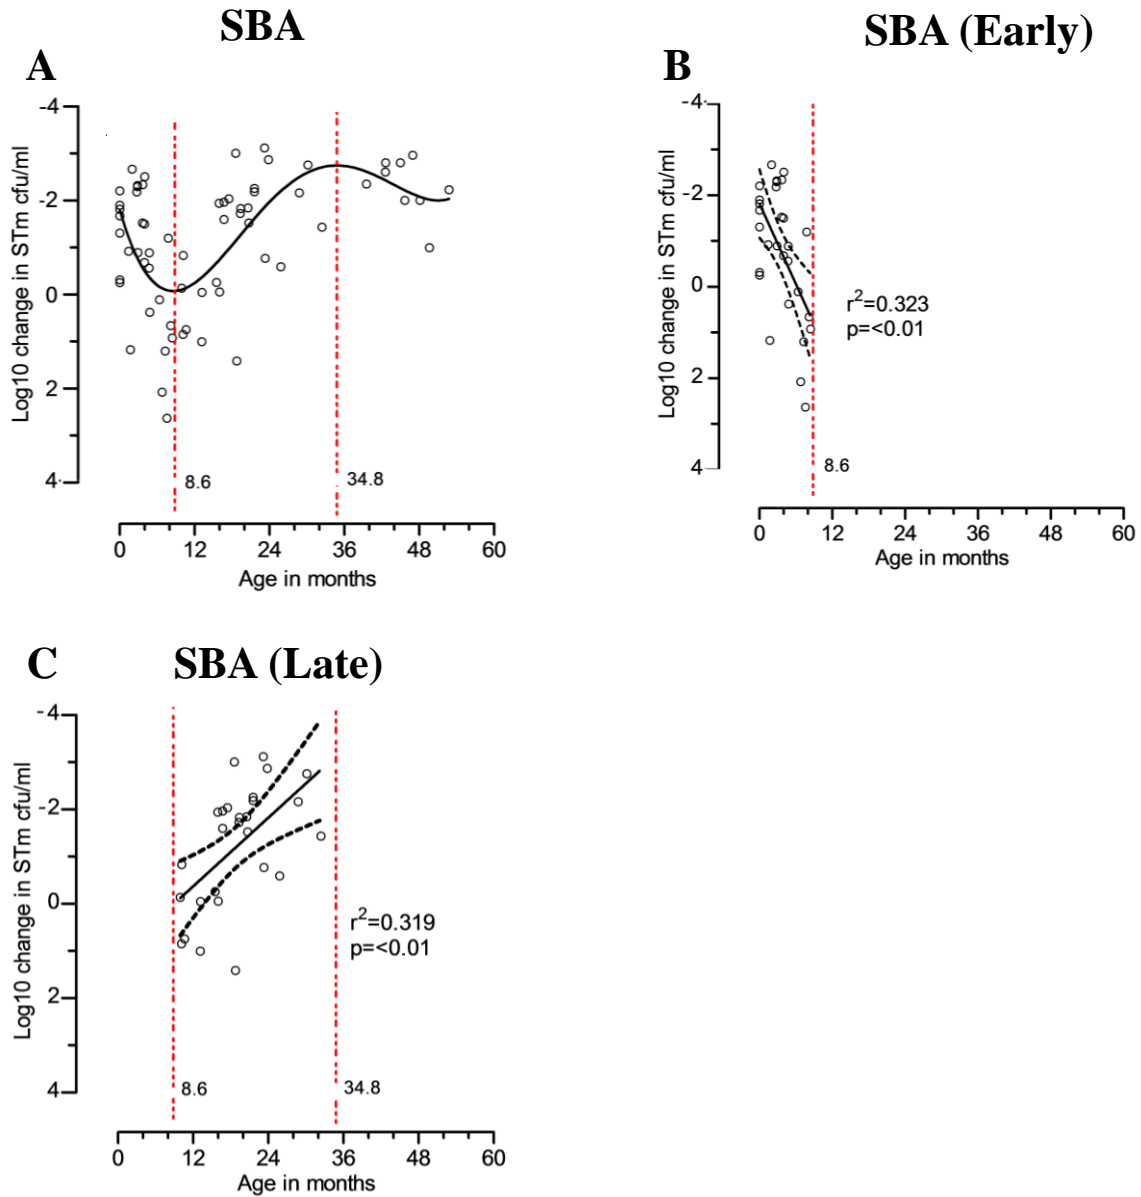 SBA
A
Log10 change in STm cfu/ml
-4
-2
0
2
4
8.6
34.8
0 12 24 36 48 60
Age in months
SBA (Early)
B
Log10 change in STm cfu/ml
-4
-2
0
2
4
r²=0.323
p=<0.01
8.6
0 12 24 36 48 60
Age in months
C SBA (Late)
Log10 change in STm cfu/ml
-4
-2
0
2
4
r²=0.319
p=<0.01
8.6
34.8
0 12 24 36 48 60
Age in months